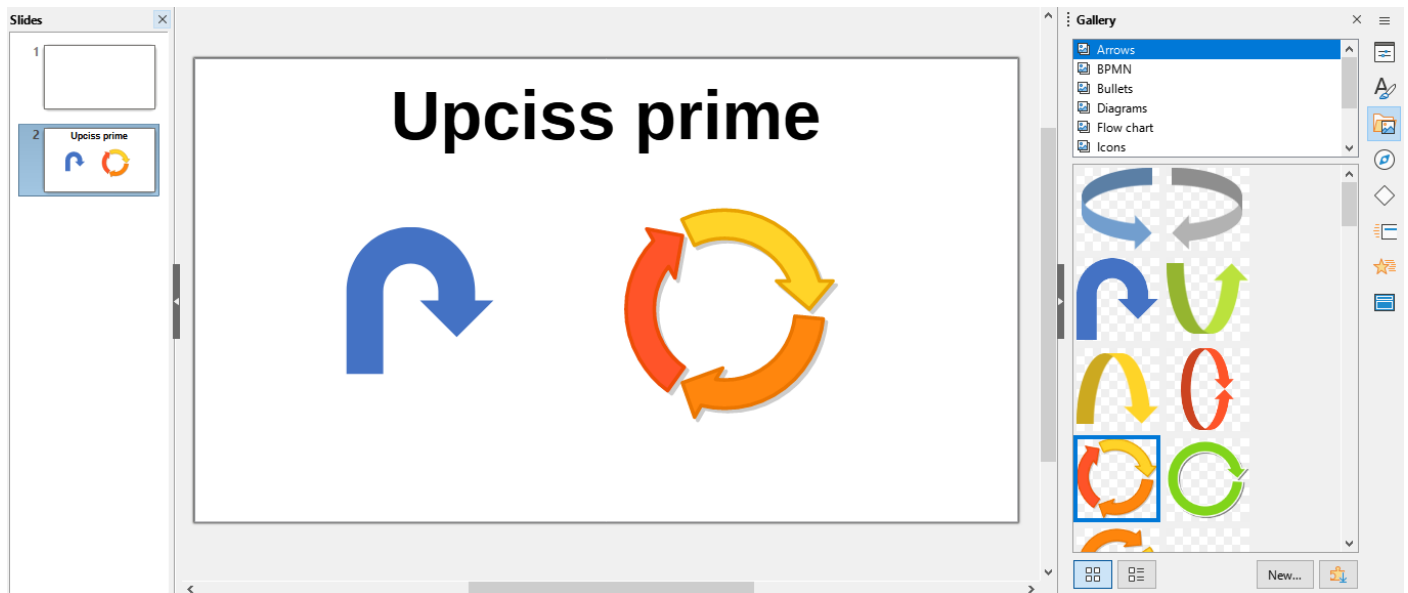 Slides
1
2
Upciss prime
Upciss prime
Gallery
Arrows
BPMN
Bullets
Diagrams
Flow chart
Icons
New...